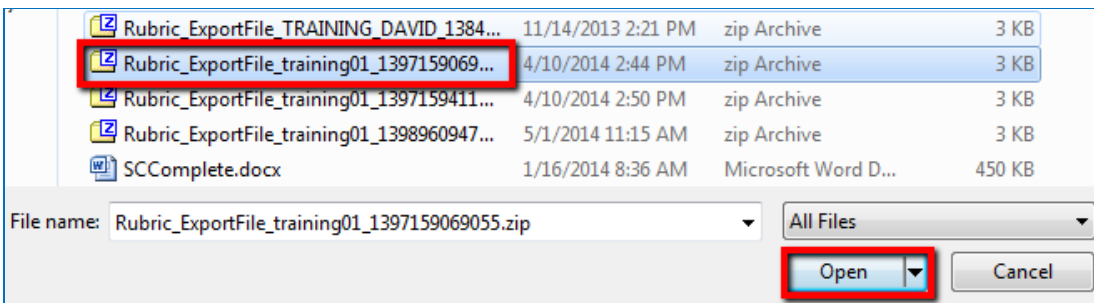 Rubric_ExportFile_TRAINING_DAVID_1384... 11/14/2013 2:21 PM zip Archive 3 KB
Rubric_ExportFile_training01_1397159069... 4/10/2014 2:44 PM zip Archive 3 KB
Rubric_ExportFile_training01_1397159411... 4/10/2014 2:50 PM zip Archive 3 KB
Rubric_ExportFile_training01_1398960947... 5/1/2014 11:15 AM zip Archive 3 KB
SCComplete.docx 1/16/2014 8:36 AM Microsoft Word D... 450 KB
File name: Rubric_ExportFile_training01_1397159069055.zip All Files
Open Cancel